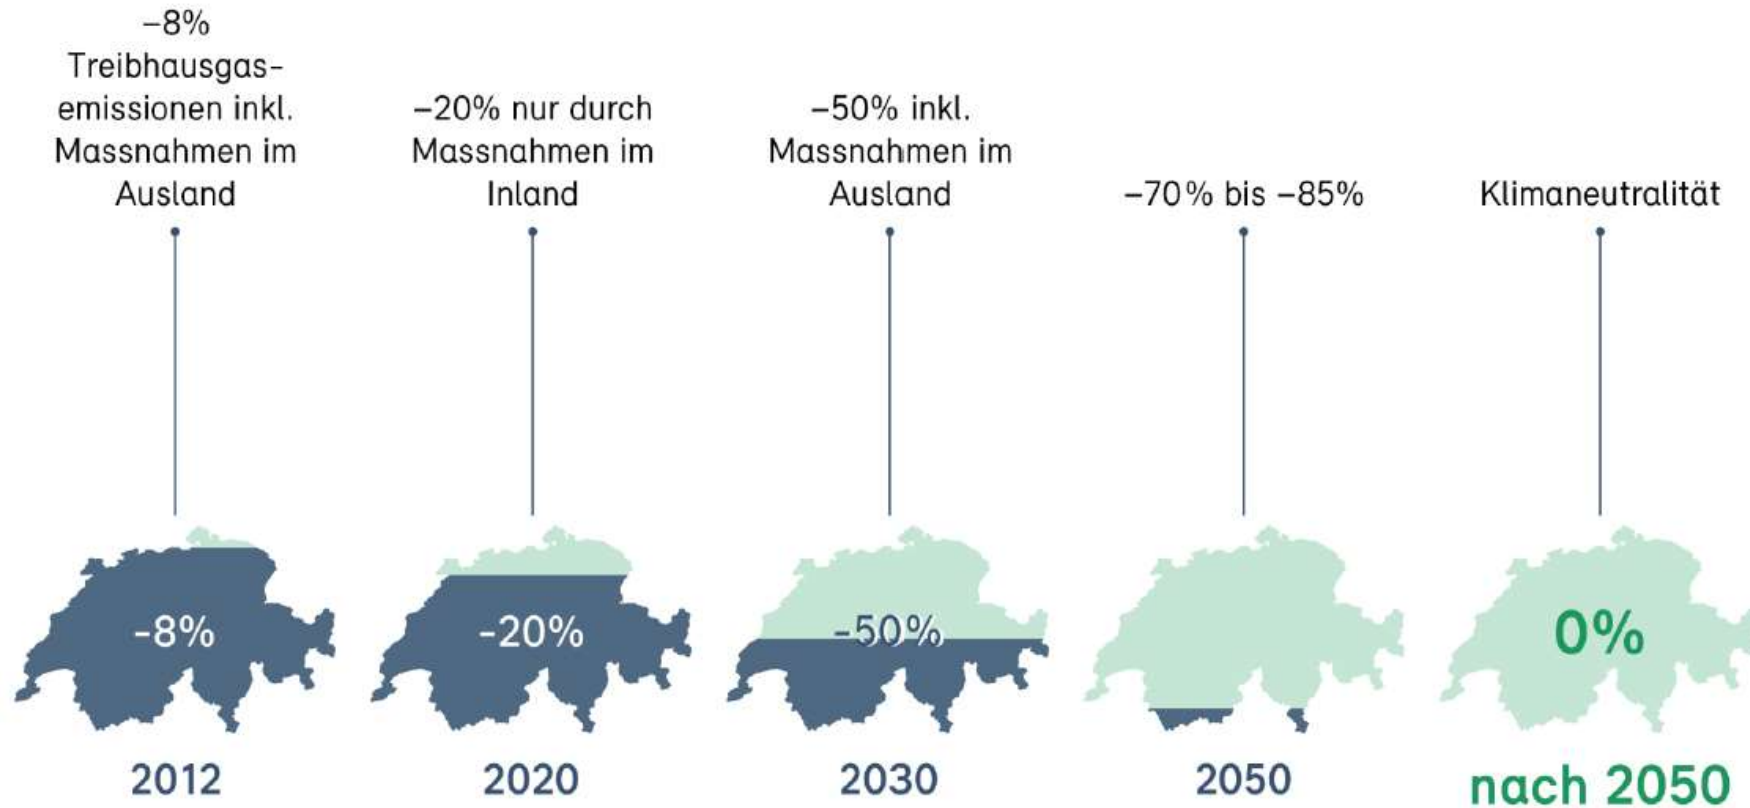 –8%
Treibhausgas-
emissionen inkl.
Massnahmen im
Ausland
–20% nur durch
Massnahmen im
Inland
–50% inkl.
Massnahmen im
Ausland
–70% bis –85%
Klimaneutralität
-8%
-20%
-50%
0%
2012
2020
2030
2050
nach 2050